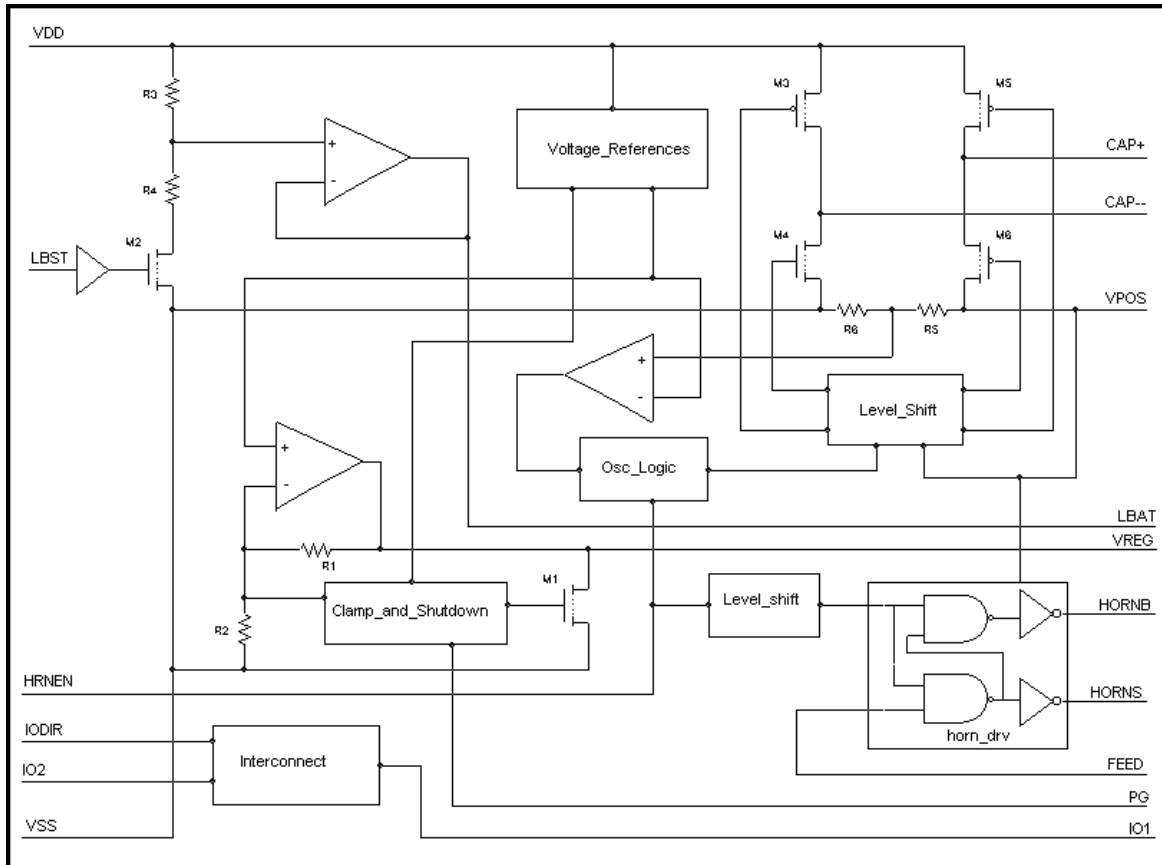 VDD
M3
M5
R3
+
-
Voltage_References
CAP+
R4
CAP--
M2
M4
M6
LBST
VPOS
R6
R5
+
-
Level_Shift
+
-
Osc_Logic
LBAT
VREG
R1
M1
Clamp_and_Shutdown
Level_shift
R2
HORNB
HRNEN
HORNS
IODIR
horn_drv
Interconnect
IO2
FEED
PG
VSS
IO1